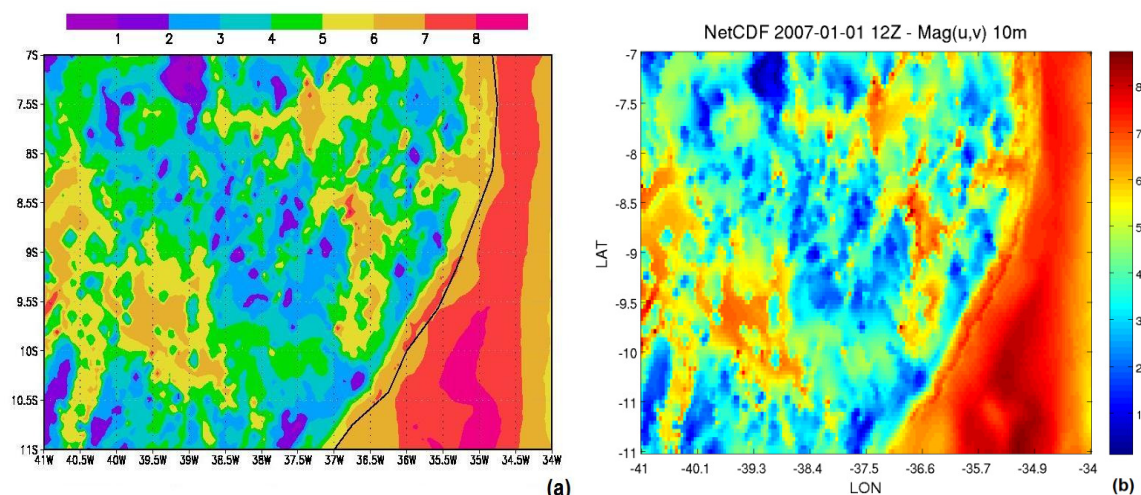 1 2 3 4 5 6 7 8
7S
7.5S
8S
8.5S
9S
9.5S
10S
10.5S
11S
41W 40.5W 40W 39.5W 39W 38.5W 38W 37.5W 37W 36.5W 36W 35.5W 35W 34.5W 34W
(a)
NetCDF 2007-01-01 12Z - Mag(u,v) 10m
LAT
-7
-7.5
-8
-8.5
-9
-9.5
-10
-11
-11
-41 -40.1 -39.3 -38.4 -37.5 -36.6 -35.7 -34.9 -34
LON
8
7
6
5
4
3
2
1
(b)